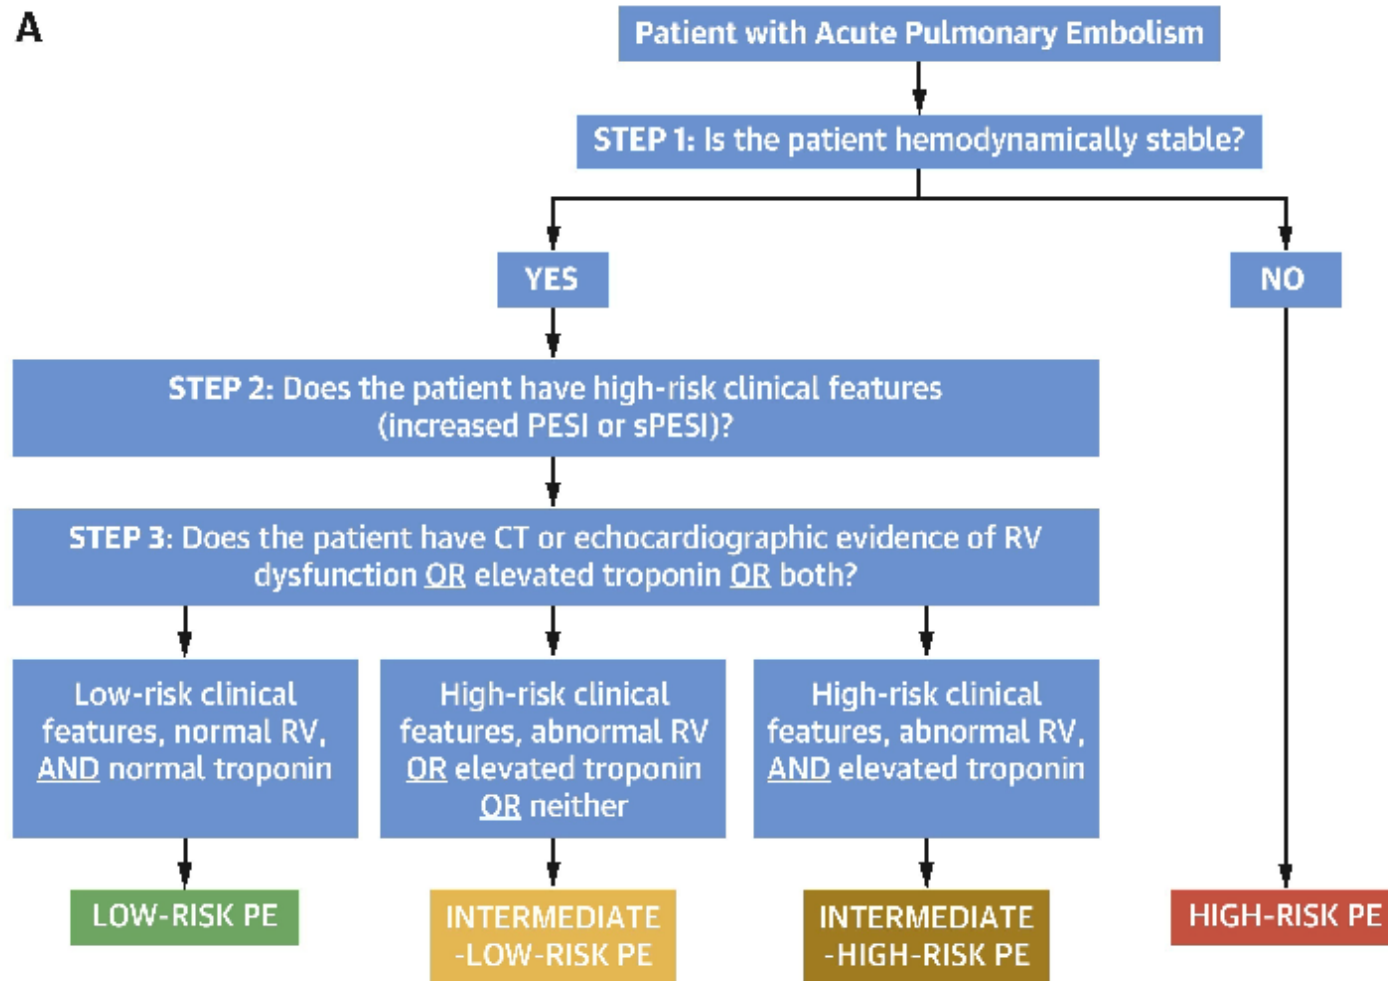 A
Patient with Acute Pulmonary Embolism
STEP 1: Is the patient hemodynamically stable?
YES
NO
STEP 2: Does the patient have high-risk clinical features
(increased PESI or sPESI)?
STEP 3: Does the patient have CT or echocardiographic evidence of RV
dysfunction OR elevated troponin OR both?
Low-risk clinical
features, normal RV,
AND normal troponin
High-risk clinical
features, abnormal RV
OR elevated troponin
OR neither
High-risk clinical
features, abnormal RV,
AND elevated troponin
LOW-RISK PE
INTERMEDIATE
-LOW-RISK PE
INTERMEDIATE
-HIGH-RISK PE
HIGH-RISK PE